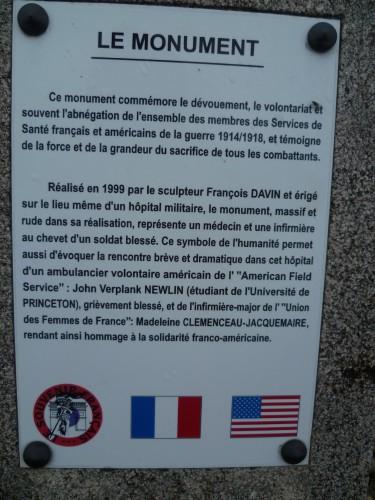 LE MONUMENT
Ce monument commémore le dévouement, le volontariat et
souvent l'abnégation de l'ensemble des membres des Services de
Santé français et américains de la guerre 1914/1918, et témoigne
de la force et de la grandeur du sacrifice de tous les combattants.
Réalisé en 1999 par le sculpteur François DAVIN et érigé
sur le lieu même d'un hôpital militaire, le monument, massif et
rude dans sa réalisation, représente un médecin et une infirmière
au chevet d'un soldat blessé. Ce symbole de l'humanité permet
aussi d'évoquer la rencontre brève et dramatique dans cet hôpital
d'un ambulancier volontaire américain de l' "American Field
Service" : John Verplank NEWLIN (étudiant de l'Université de
PRINCETON), grièvement blessé, et de l'infirmière-major de l' "Union
des Femmes de France": Madeleine CLEMENCEAU-JACQUEMAIRE,
rendant ainsi hommage à la solidarité franco-américaine.
LE SOUVENIR FRANÇAIS